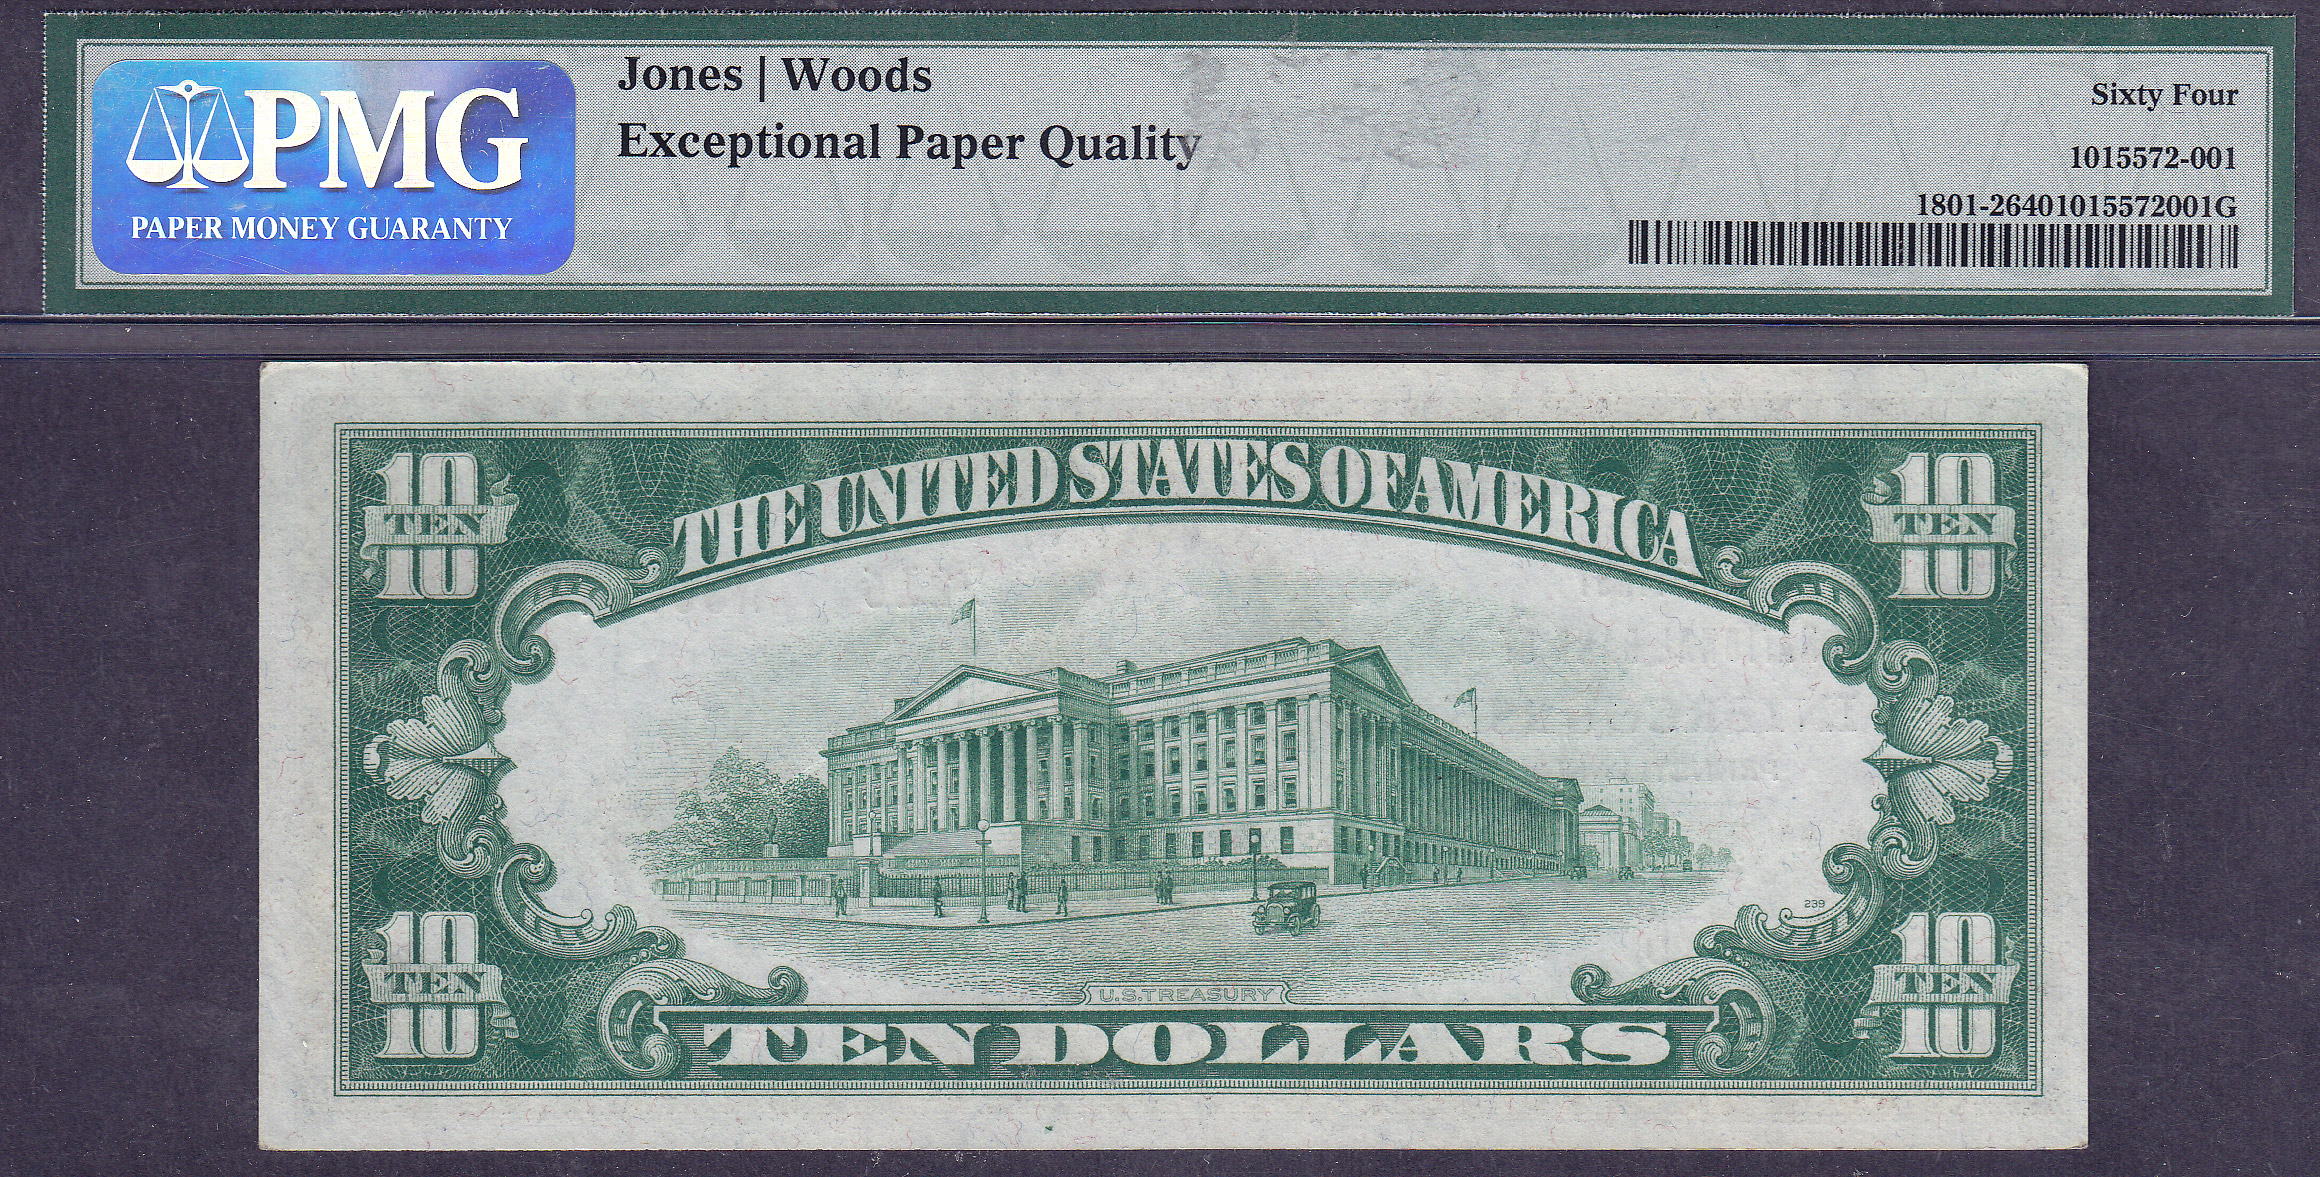 PMG
PAPER MONEY GUARANTY
Jones | Woods
Exceptional Paper Quality
Sixty Four
1015572-001
1801-26401015572001G
THE UNITED STATES OF AMERICA
10
TEN
10
10
TEN
10
239
10
TEN
10
10
TEN
10
U.S. TREASURY
TEN DOLLARS